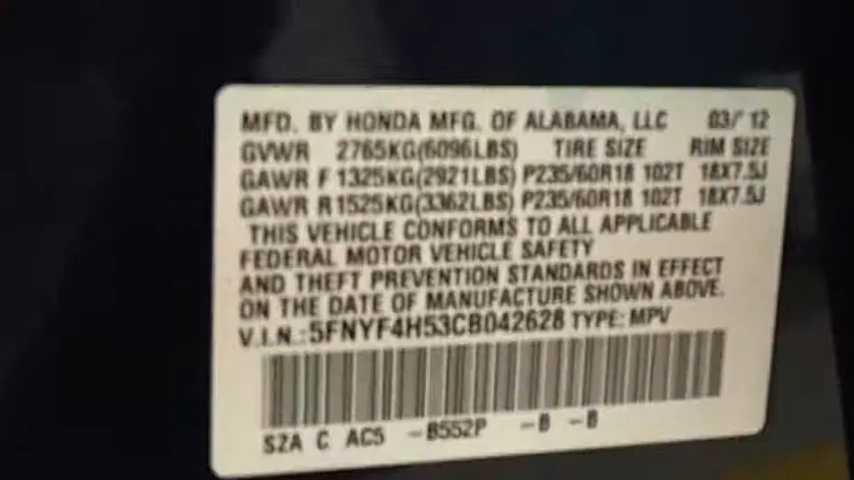 MFD. BY HONDA MFG. OF ALABAMA, LLC 03/12
GVWR 2765KG(6096LBS) TIRE SIZE RIM SIZE
GAWR F 1325KG(2921LBS) P235/60R18 102T 18X7.5J
GAWR R 1525KG(3362LBS) P235/60R18 102T 18X7.5J
THIS VEHICLE CONFORMS TO ALL APPLICABLE
FEDERAL MOTOR VEHICLE SAFETY
AND THEFT PREVENTION STANDARDS IN EFFECT
ON THE DATE OF MANUFACTURE SHOWN ABOVE.
V.I.N.:5FNYF4H53CB042628 TYPE: MPV
SZA C AC5 -B552P -B -B